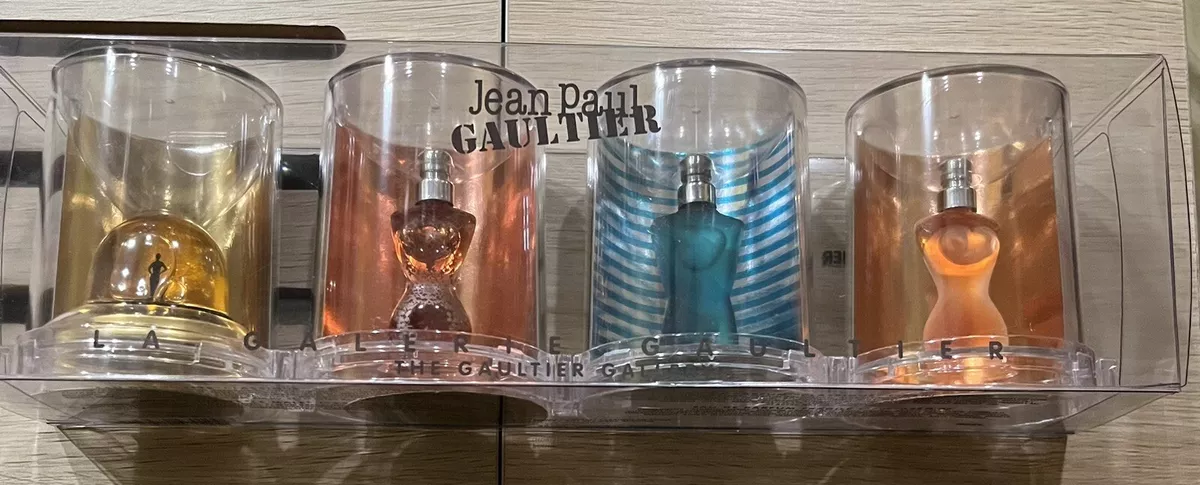 Jean Paul
GAULTIER
LA GALERIE GAULTIER
THE GAULTIER GALLERY